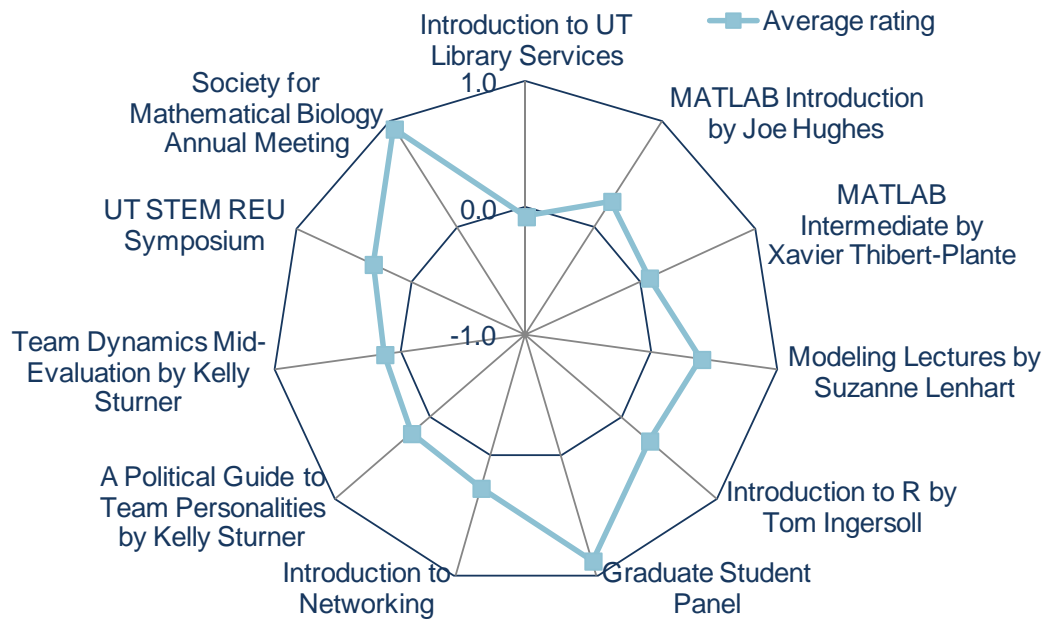 Introduction to UT
Library Services
Average rating
1.0
Society for
Mathematical Biology
Annual Meeting
MATLAB Introduction
by Joe Hughes
UT STEM REU
Symposium
0.0
MATLAB
Intermediate by
Xavier Thibert-Plante
Team Dynamics Mid-
Evaluation by Kelly
Sturner
-1.0
Modeling Lectures by
Suzanne Lenhart
A Political Guide to
Team Personalities
by Kelly Sturner
Introduction to R by
Tom Ingersoll
Introduction to
Networking
Graduate Student
Panel